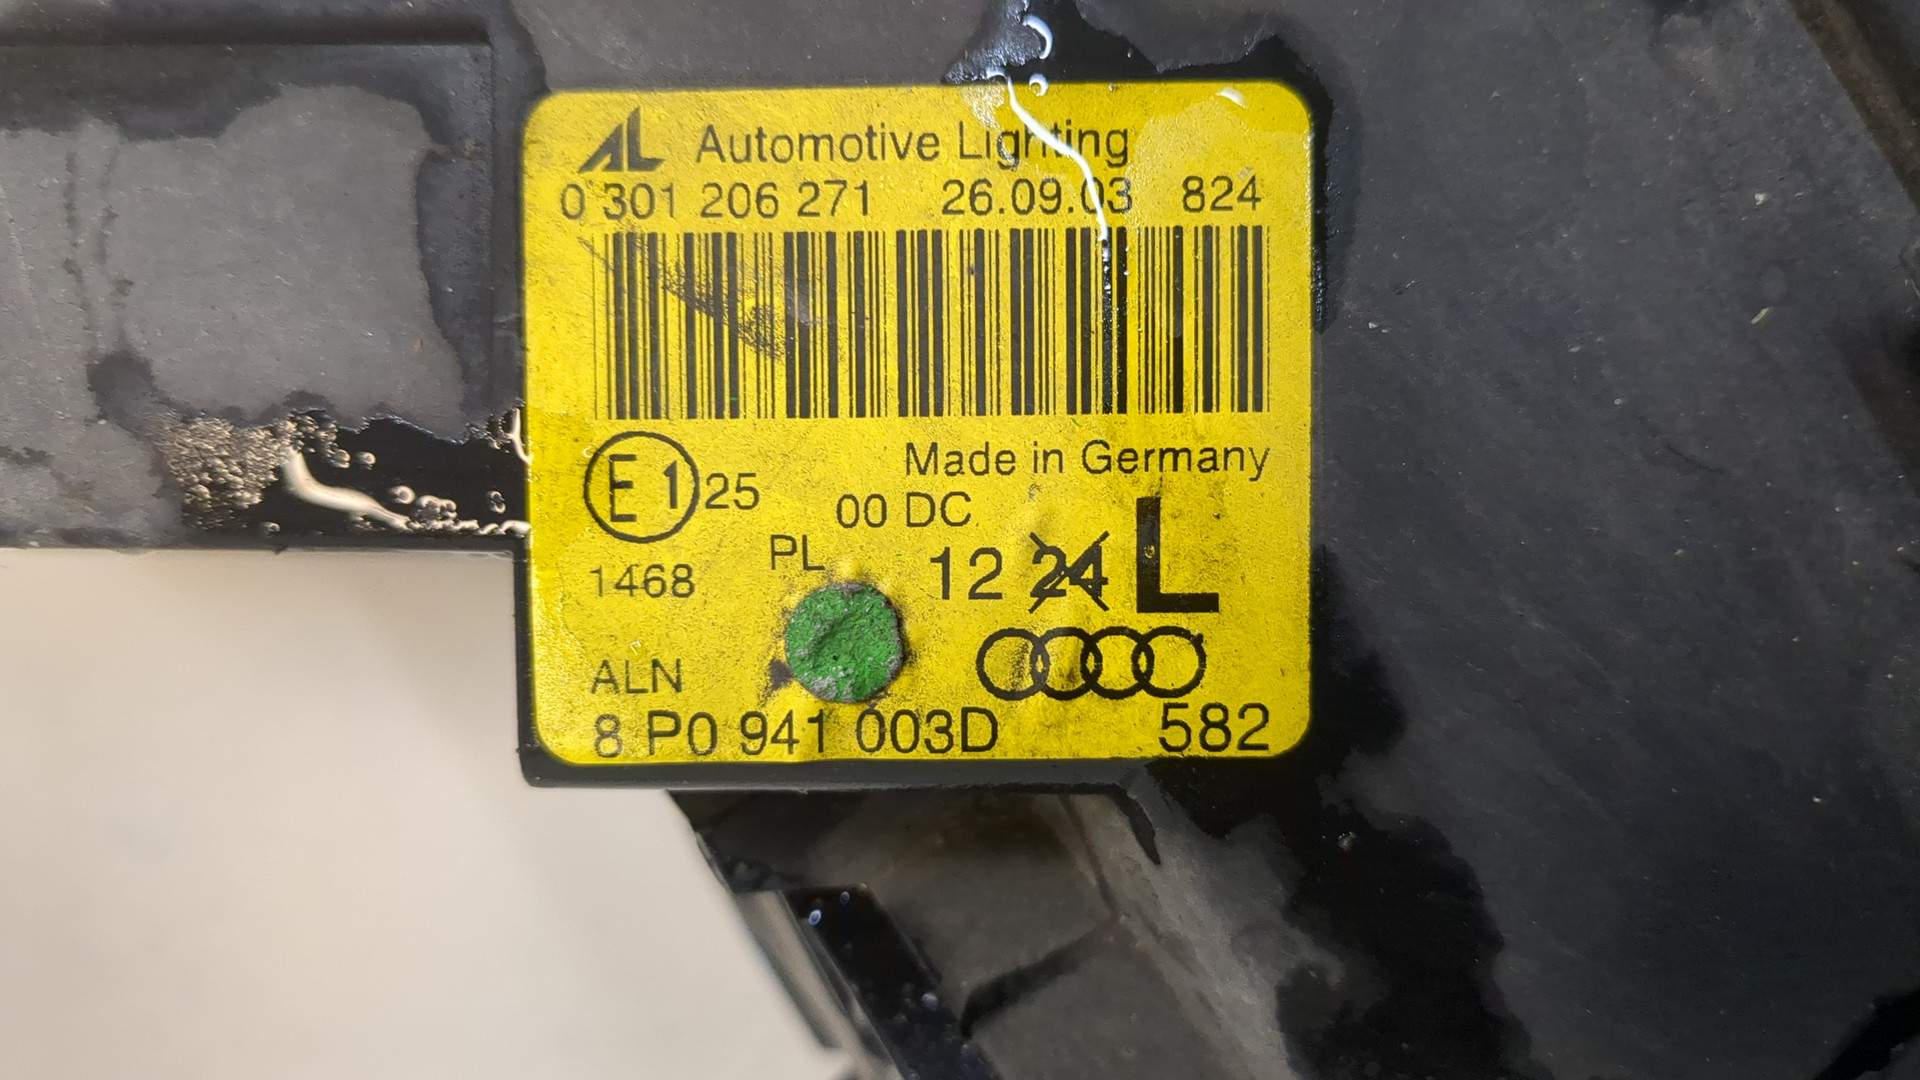 AL Automotive Lighting
0 301 206 271 26.09.03 824
Made in Germany
E1 25 00 DC
PL 12 24 L
1468
ALN
8 P0 941 003D 582